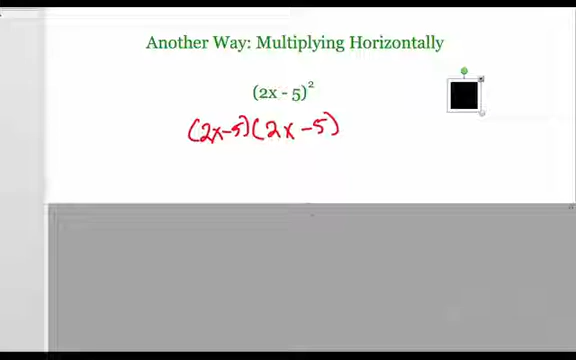 Another Way: Multiplying Horizontally
(2x - 5)²
(2x-5)(2x-5)